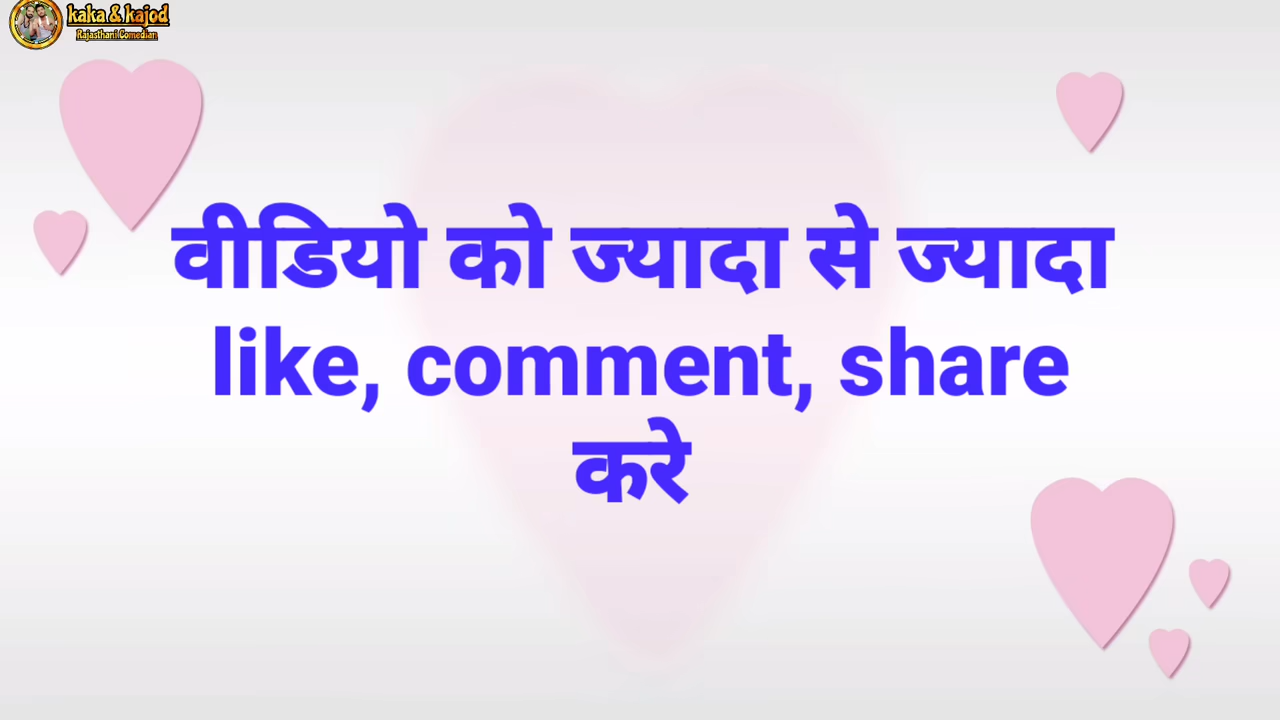 kaka & kajod
Rajasthani Comedian
वीडियो को ज्यादा से ज्यादा
like, comment, share
करे